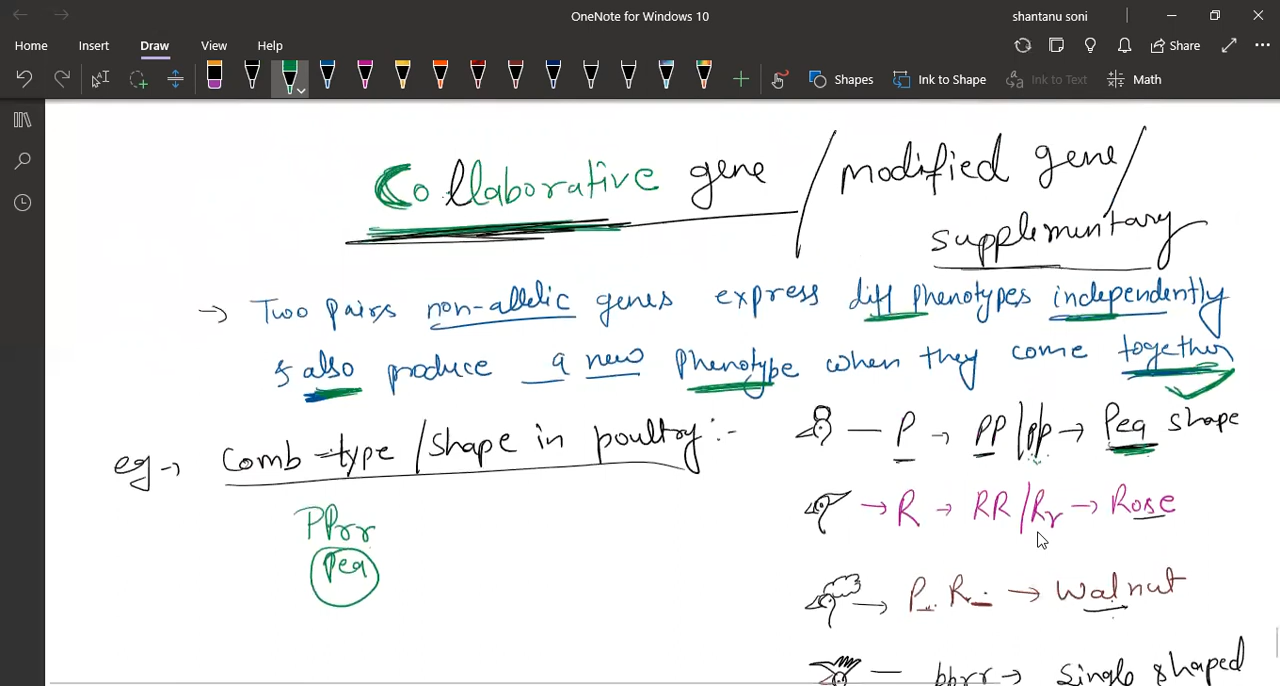 OneNote for Windows 10
shantanu soni
Home Insert Draw View Help
Share
Shapes Ink to Shape Ink to Text Math
Collaborative gene / modified gene /
supplementary
→ Two pairs non-allelic genes express diff phenotypes independently
& also produce a new phenotype when they come together
eg → Comb-type / shape in poultry :-
— P → PP/pp → Pea shape
PPrr
Pea
→ R → RR/Rr → Rose
→ P_ R_ → Walnut
— pprr → Single shaped